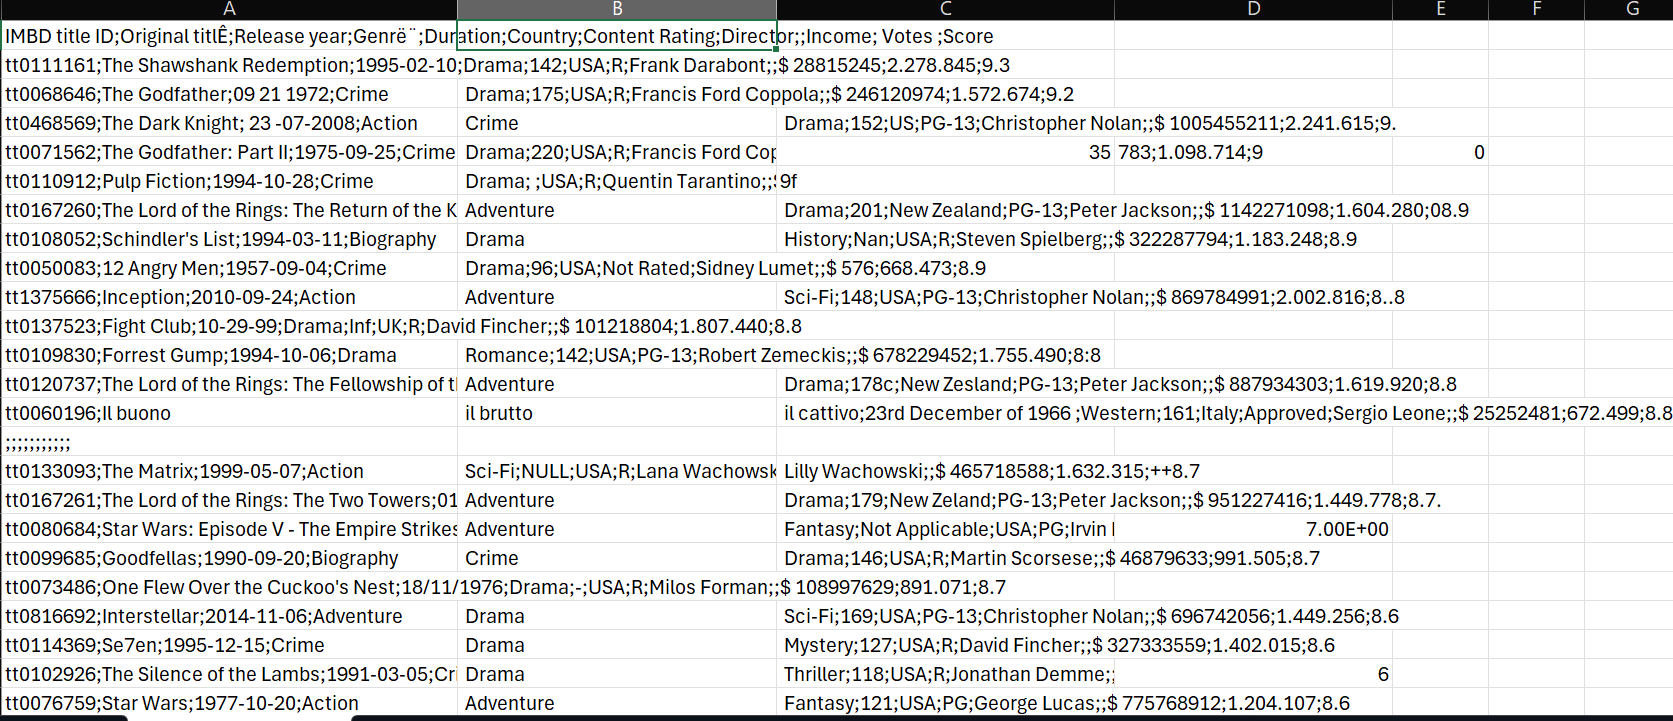 A B C D E F G
IMBD title ID;Original titlÊ;Release year;Genrë¨;Duration;Country;Content Rating;Director;;Income; Votes ;Score
tt0111161;The Shawshank Redemption;1995-02-10;Drama;142;USA;R;Frank Darabont;;$ 28815245;2.278.845;9.3
tt0068646;The Godfather;09 21 1972;Crime Drama;175;USA;R;Francis Ford Coppola;;$ 246120974;1.572.674;9.2
tt0468569;The Dark Knight; 23 -07-2008;Action Crime Drama;152;US;PG-13;Christopher Nolan;;$ 1005455211;2.241.615;9.
tt0071562;The Godfather: Part II;1975-09-25;Crime Drama;220;USA;R;Francis Ford 35 783;1.098.714;9 0
tt0110912;Pulp Fiction;1994-10-28;Crime Drama; ;USA;R;Quentin Tarantino;; 9f
tt0167260;The Lord of the Rings: The Return of the Adventure Drama;201;New Zealand;PG-13;Peter Jackson;;$ 1142271098;1.604.280;08.9
tt0108052;Schindler's List;1994-03-11;Biography Drama History;Nan;USA;R;Steven Spielberg;;$ 322287794;1.183.248;8.9
tt0050083;12 Angry Men;1957-09-04;Crime Drama;96;USA;Not Rated;Sidney Lumet;;$ 576;668.473;8.9
tt1375666;Inception;2010-09-24;Action Adventure Sci-Fi;148;USA;PG-13;Christopher Nolan;;$ 869784991;2.002.816;8..8
tt0137523;Fight Club;10-29-99;Drama;Inf;UK;R;David Fincher;;$ 101218804;1.807.440;8.8
tt0109830;Forrest Gump;1994-10-06;Drama Romance;142;USA;PG-13;Robert Zemeckis;;$ 678229452;1.755.490;8:8
tt0120737;The Lord of the Rings: The Fellowship of Adventure Drama;178c;New Zesland;PG-13;Peter Jackson;;$ 887934303;1.619.920;8.8
tt0060196;Il buono il brutto il cattivo;23rd December of 1966 ;Western;161;Italy;Approved;Sergio Leone;;$ 25252481;672.499;8.8
;;;;;;;;;;;
tt0133093;The Matrix;1999-05-07;Action Sci-Fi;NULL;USA;R;Lana Wachowsk Lilly Wachowski;;$ 465718588;1.632.315;++8.7
tt0167261;The Lord of the Rings: The Two Towers;01 Adventure Drama;179;New Zeland;PG-13;Peter Jackson;;$ 951227416;1.449.778;8.7.
tt0080684;Star Wars: Episode V - The Empire Strikes Adventure Fantasy;Not Applicable;USA;PG;Irvin 7.00E+00
tt0099685;Goodfellas;1990-09-20;Biography Crime Drama;146;USA;R;Martin Scorsese;;$ 46879633;991.505;8.7
tt0073486;One Flew Over the Cuckoo's Nest;18/11/1976;Drama;-;USA;R;Milos Forman;;$ 108997629;891.071;8.7
tt0816692;Interstellar;2014-11-06;Adventure Drama Sci-Fi;169;USA;PG-13;Christopher Nolan;;$ 696742056;1.449.256;8.6
tt0114369;Se7en;1995-12-15;Crime Drama Mystery;127;USA;R;David Fincher;;$ 327333559;1.402.015;8.6
tt0102926;The Silence of the Lambs;1991-03-05;Cri Drama Thriller;118;USA;R;Jonathan Demme;; 6
tt0076759;Star Wars;1977-10-20;Action Adventure Fantasy;121;USA;PG;George Lucas;;$ 775768912;1.204.107;8.6